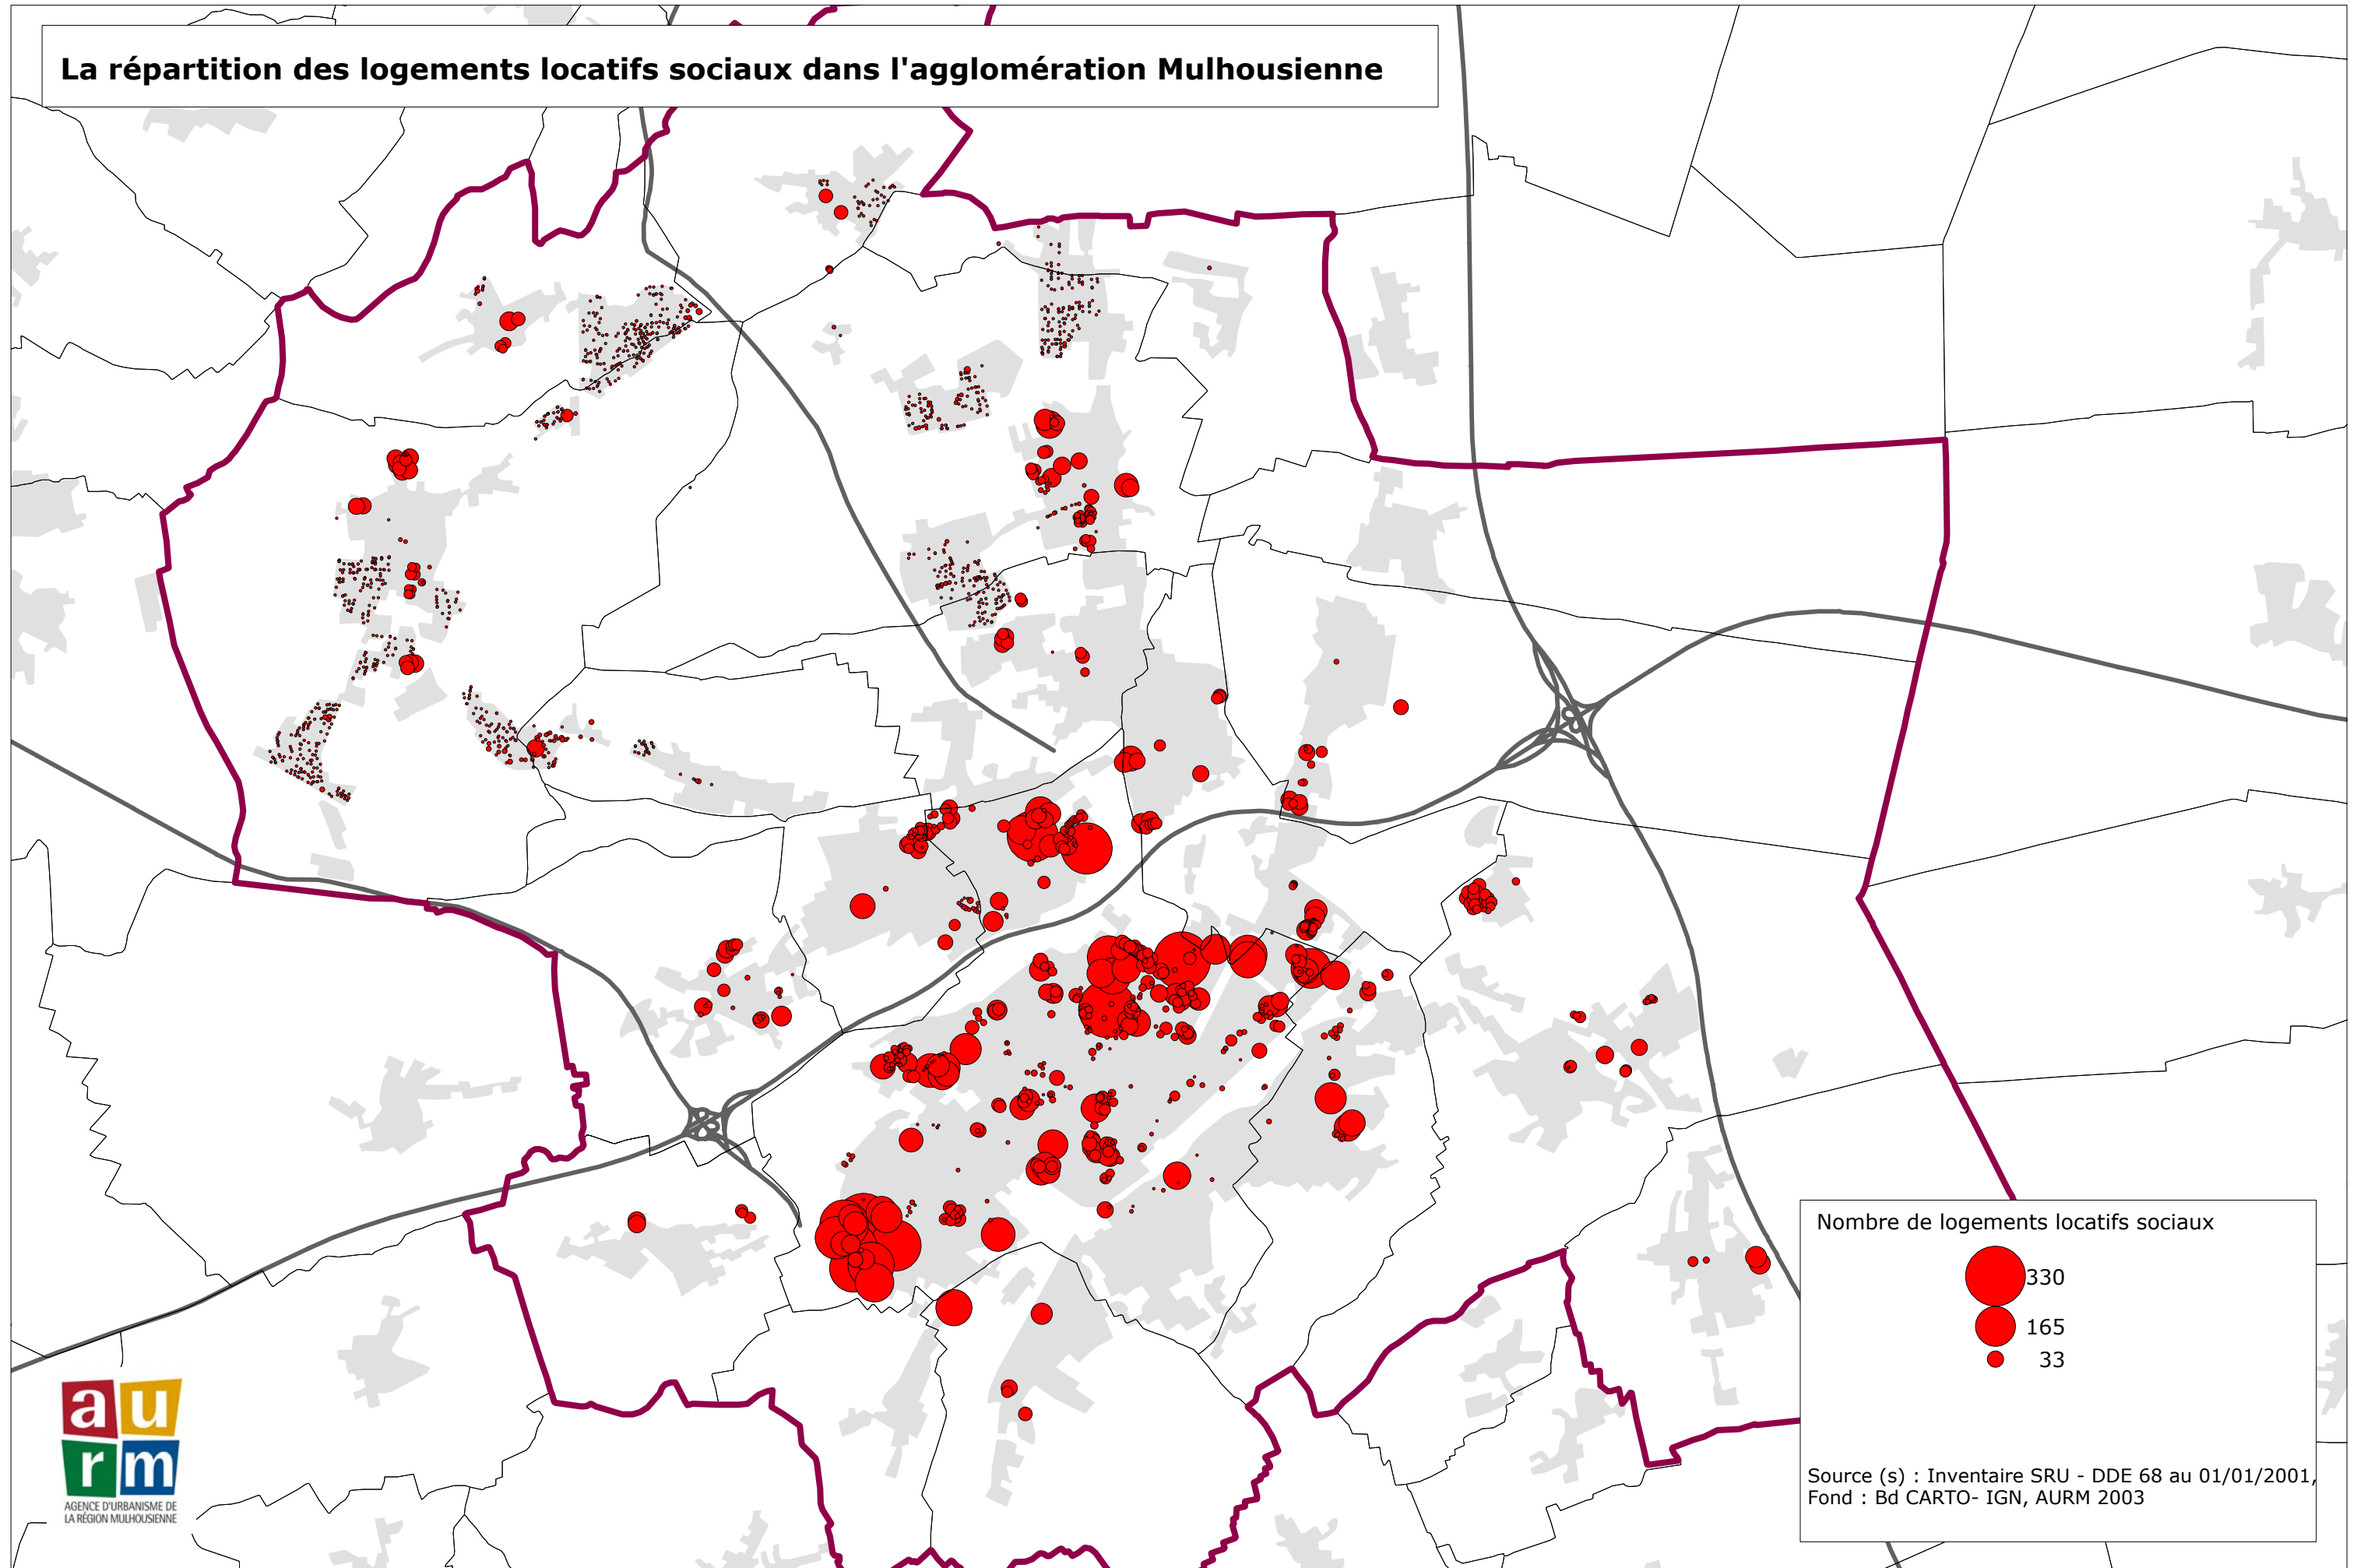 La répartition des logements locatifs sociaux dans l'agglomération Mulhousienne
Nombre de logements locatifs sociaux
330
165
33
Source (s) : Inventaire SRU - DDE 68 au 01/01/2001,
Fond : Bd CARTO- IGN, AURM 2003
au
rm
AGENCE D'URBANISME DE
LA RÉGION MULHOUSIENNE